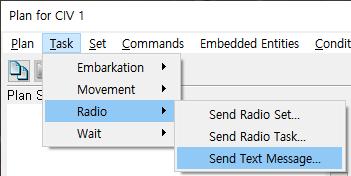 Plan for CIV 1
Plan Task Set Commands Embedded Entities
Embarkation
Movement
Radio
Wait
Plan
Send Radio Set...
Send Radio Task...
Send Text Message...